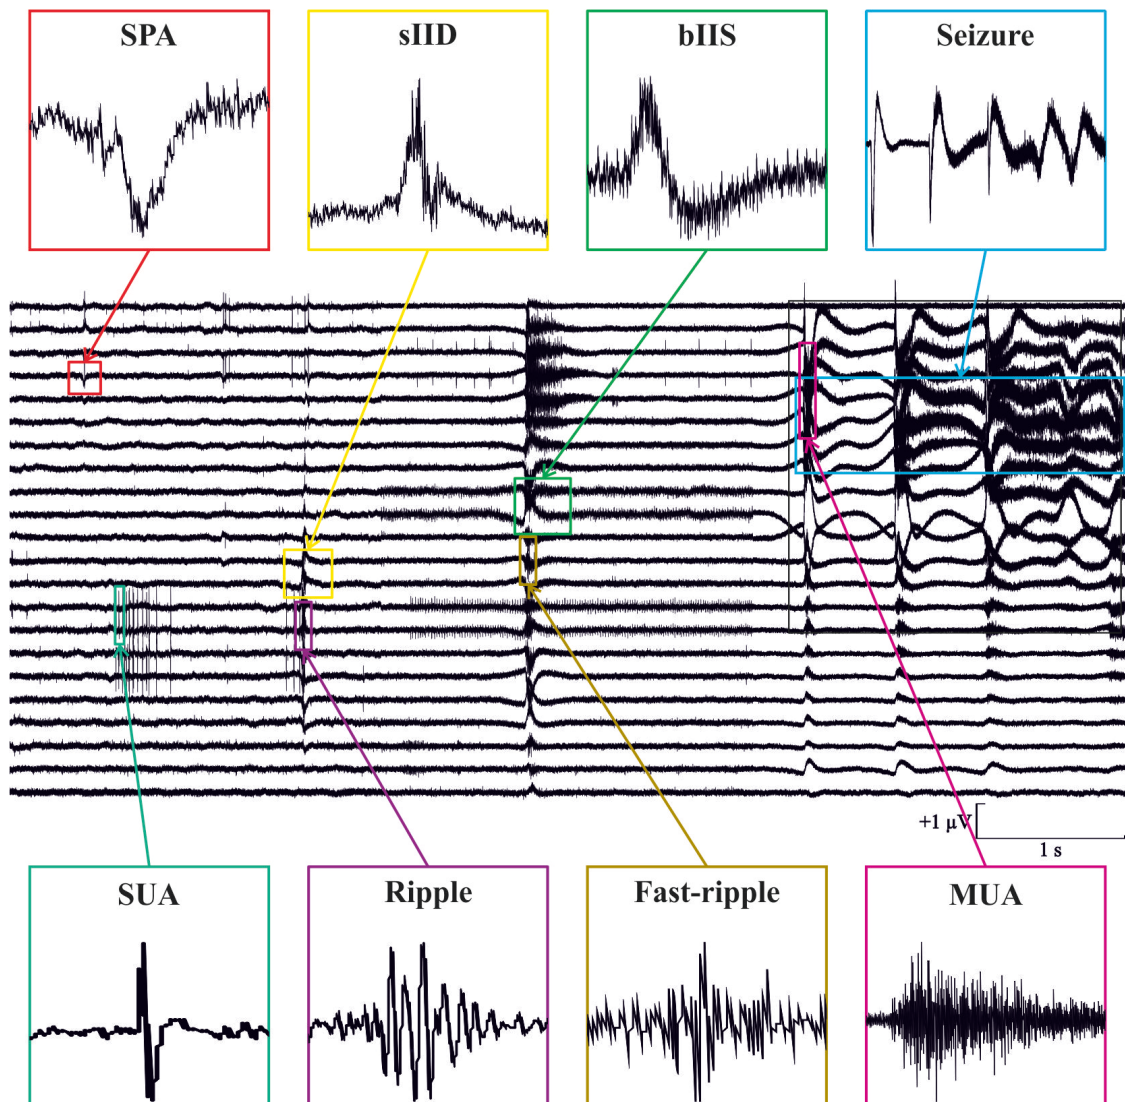 SPA
sIID
bIIS
Seizure
+1 μV
1 s
SUA
Ripple
Fast-ripple
MUA